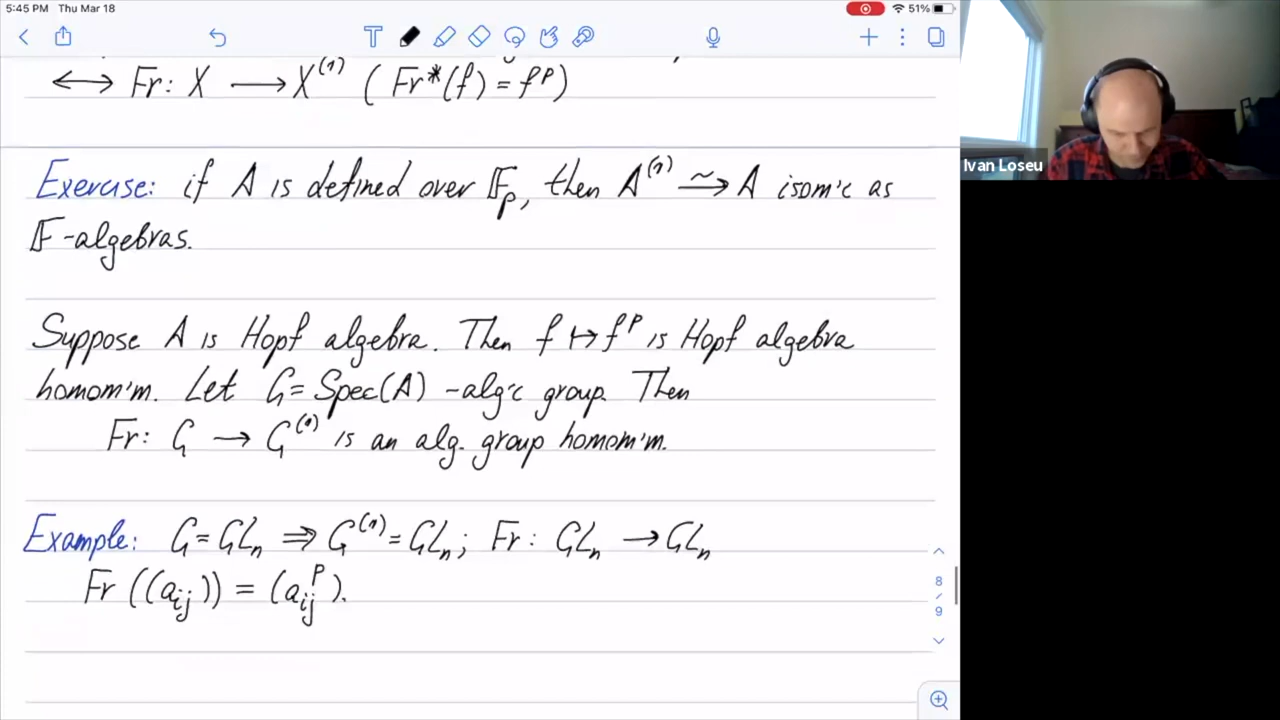 5:45 PM Thu Mar 18
51%
⟷ Fr: X ⟶ X^(1) ( Fr*(f) = f^p )
Exercise: if A is defined over 𝔽_p, then A^(1) ⥲ A isom'c as
𝔽-algebras.
Suppose A is Hopf algebra. Then f ↦ f^p is Hopf algebra
homom'm. Let G = Spec(A) - alg'c group. Then
Fr: G → G^(1) is an alg. group homom'm.
Example: G = GL_n ⇒ G^(1) = GL_n; Fr: GL_n → GL_n
Fr((a_ij)) = (a_ij^p).
8
/
9
Ivan Loseu